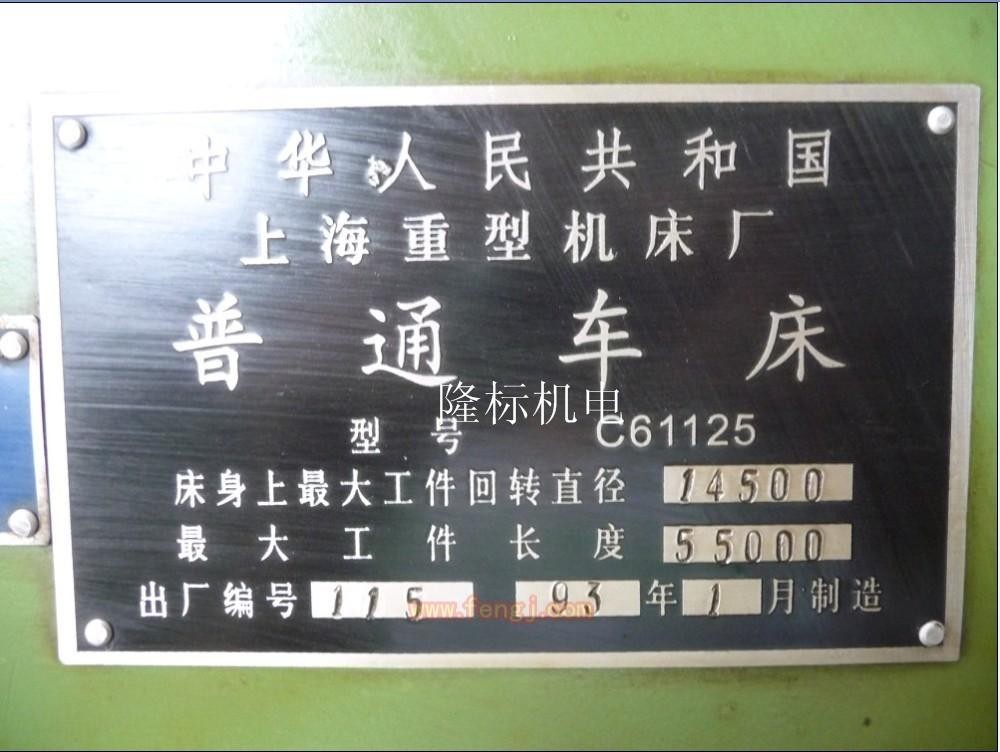 中华人民共和国
上海重型机床厂
普通车床
隆标机电
型号 C61125
床身上最大工件回转直径 14500
最大工件长度 55000
出厂编号 115 93年1月制造
www.fengj.com